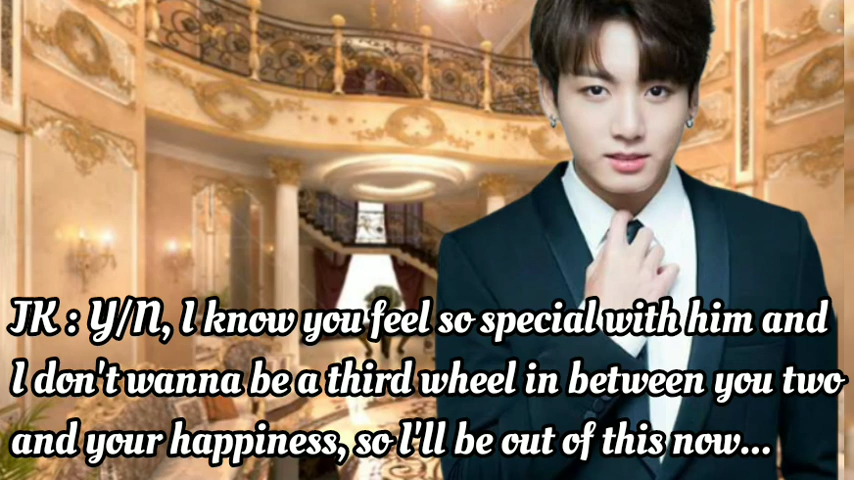 JK : Y/N, I know you feel so special with him and
I don't wanna be a third wheel in between you two
and your happiness, so I'll be out of this now...